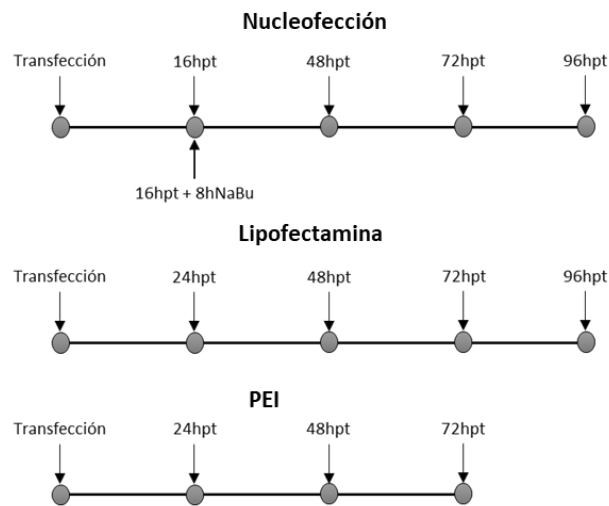 Nucleofección
Transfección 16hpt 48hpt 72hpt 96hpt
16hpt + 8hNaBu
Lipofectamina
Transfección 24hpt 48hpt 72hpt 96hpt
PEI
Transfección 24hpt 48hpt 72hpt